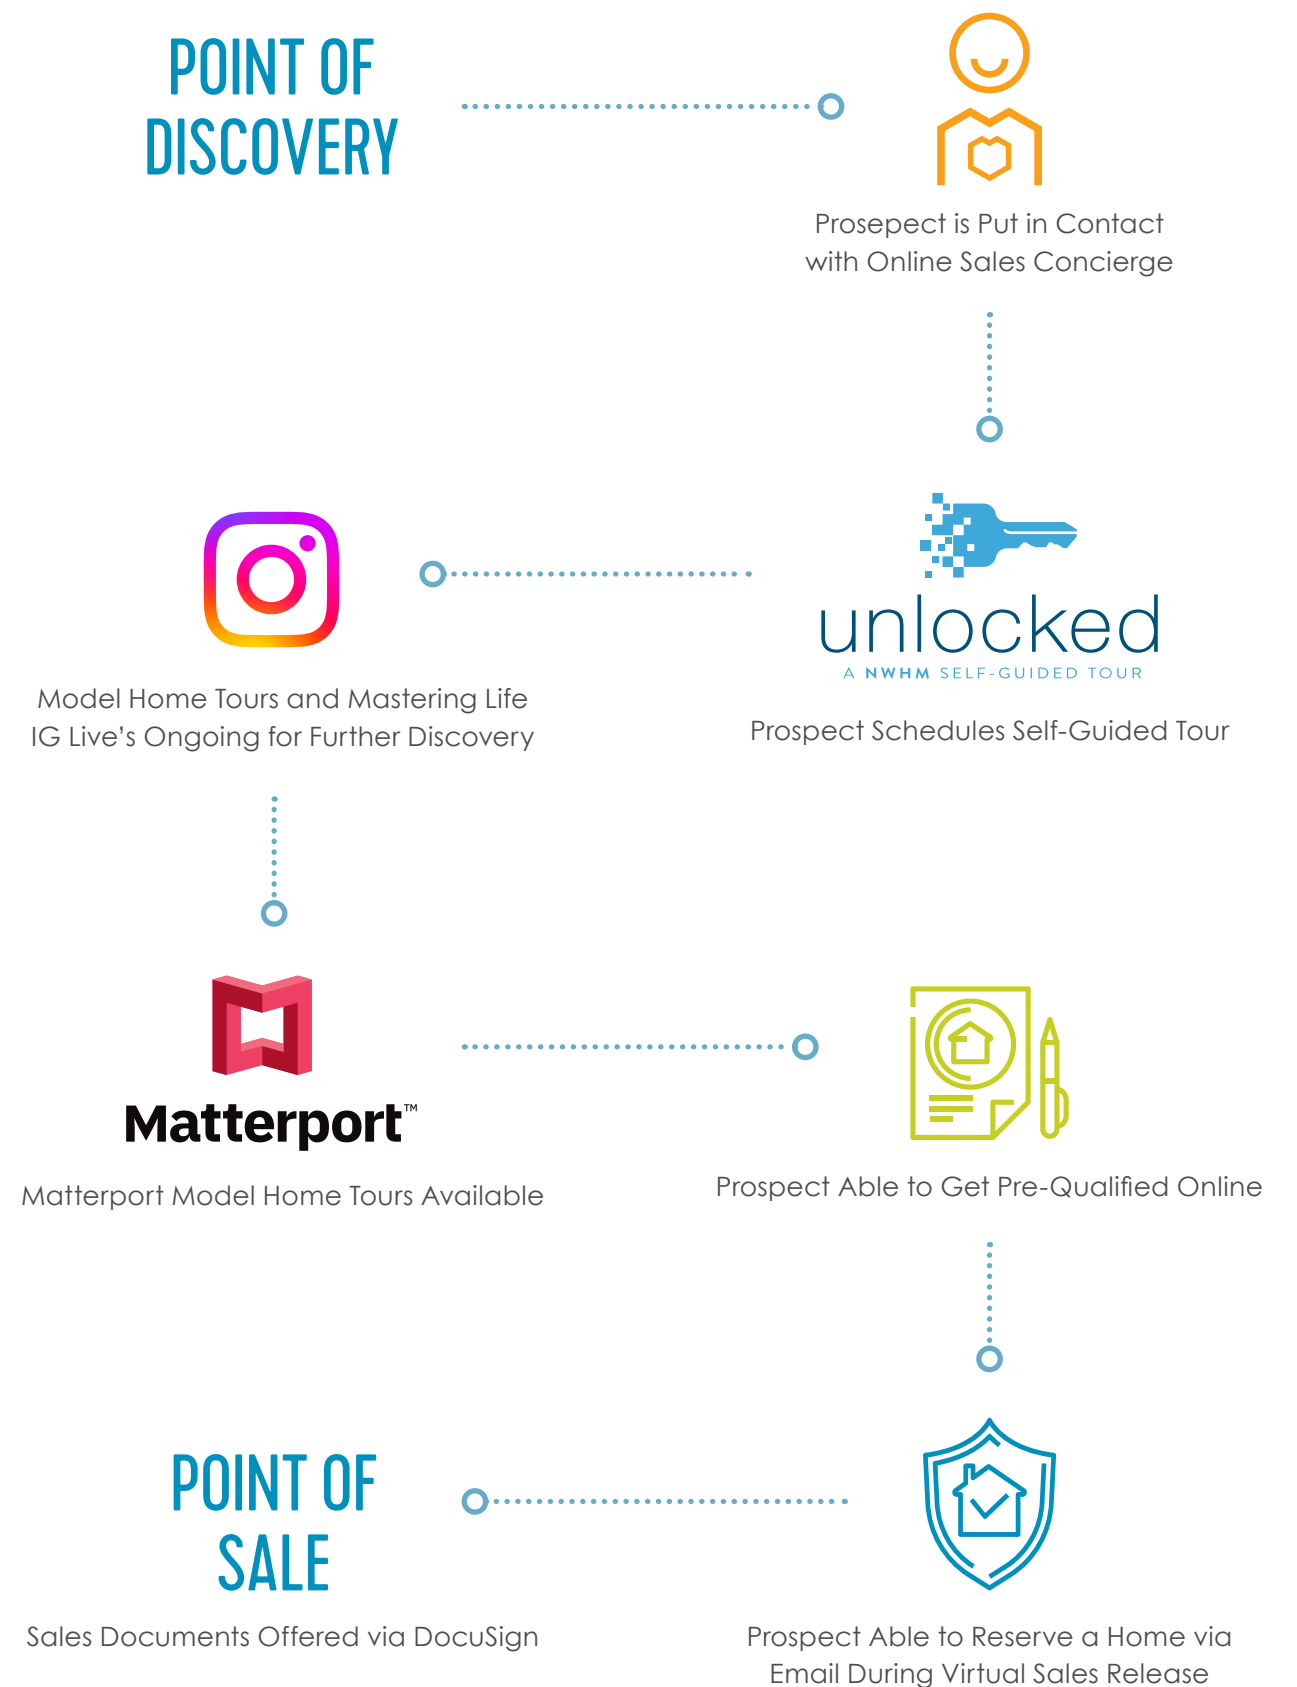 POINT OF
DISCOVERY
Prosepect is Put in Contact
with Online Sales Concierge
unlocked
A NWHM SELF-GUIDED TOUR
Prospect Schedules Self-Guided Tour
Model Home Tours and Mastering Life
IG Live's Ongoing for Further Discovery
Matterport™
Matterport Model Home Tours Available
Prospect Able to Get Pre-Qualified Online
Prospect Able to Reserve a Home via
Email During Virtual Sales Release
POINT OF
SALE
Sales Documents Offered via DocuSign